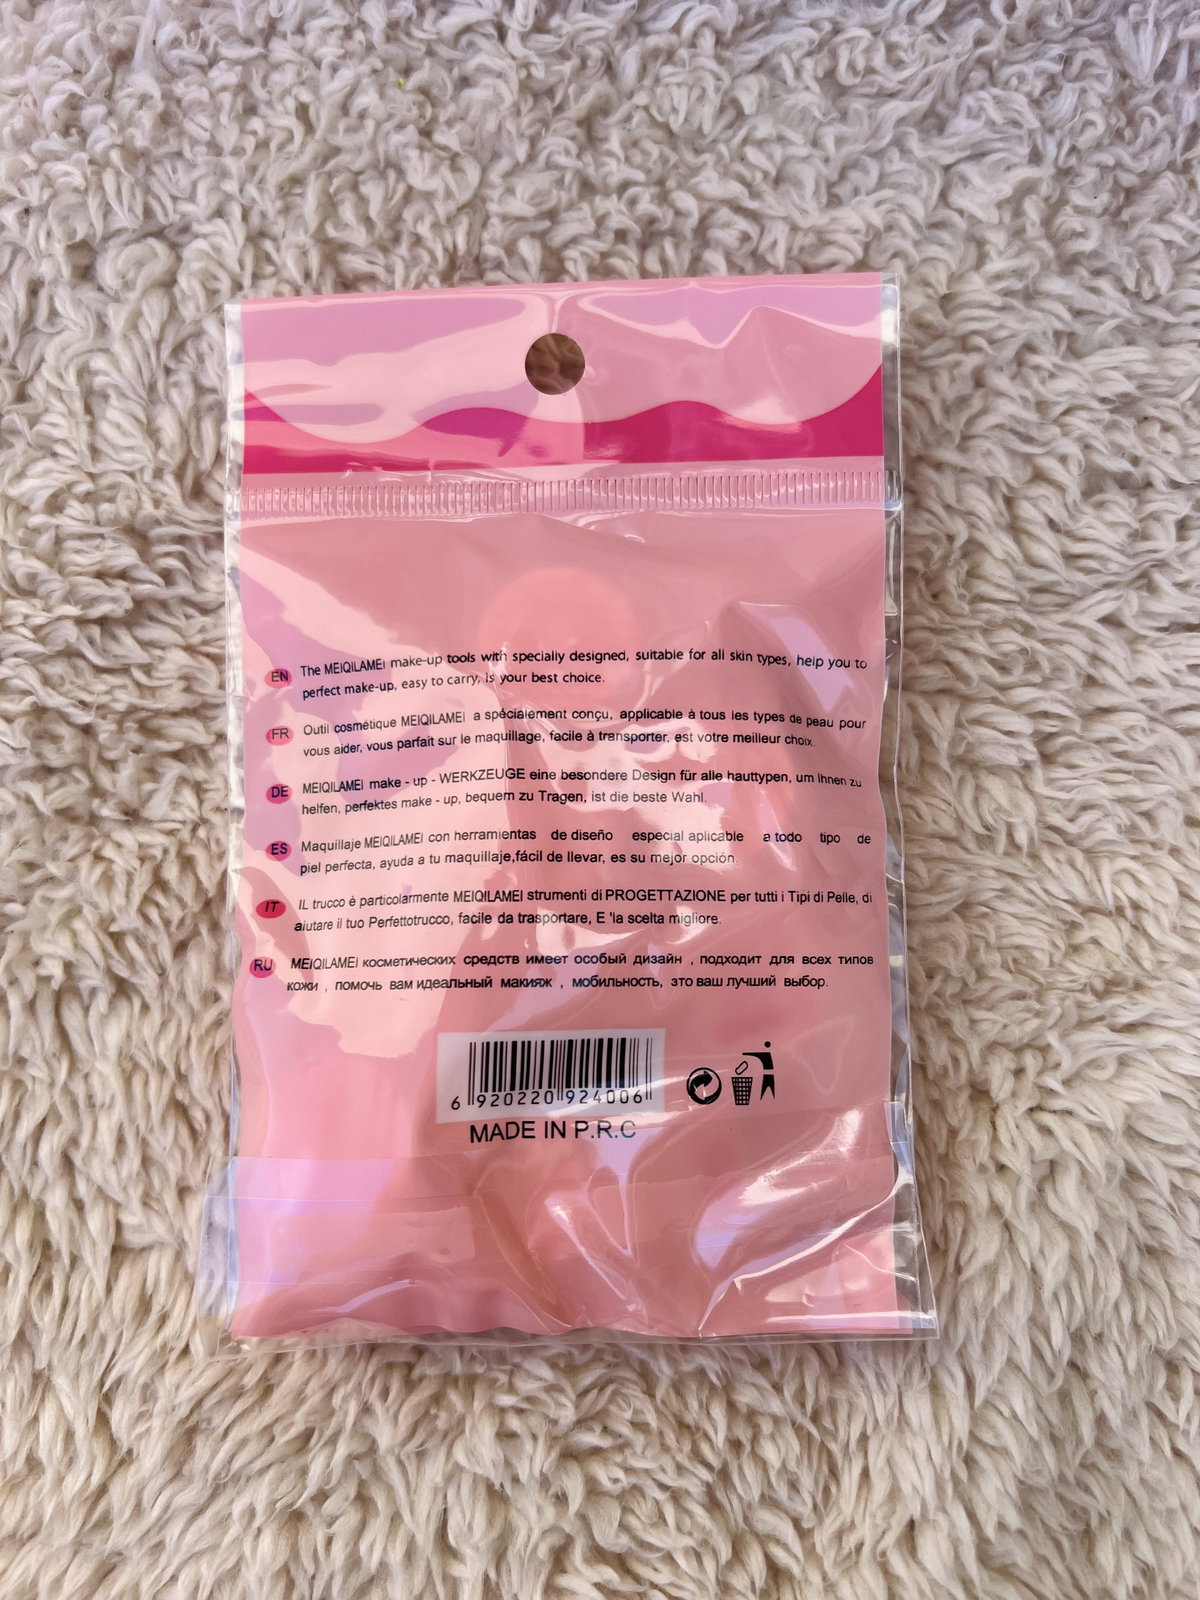 EN The MEIQILAMEI make-up tools with specially designed, suitable for all skin types, help you to
perfect make-up, easy to carry, is your best choice.
FR Outil cosmétique MEIQILAMEI a spécialement conçu, applicable à tous les types de peau pour
vous aider, vous parfait sur le maquillage, facile à transporter, est votre meilleur choix.
DE MEIQILAMEI make - up - WERKZEUGE eine besondere Design für alle hauttypen, um Ihnen zu
helfen, perfektes make - up, bequem zu Tragen, ist die beste Wahl.
ES Maquillaje MEIQILAMEI con herramientas de diseño especial aplicable a todo tipo de
piel perfecta, ayuda a tu maquillaje,fácil de llevar, es su mejor opción.
IT IL trucco è particolarmente MEIQILAMEI strumenti di PROGETTAZIONE per tutti i Tipi di Pelle, di
aiutare il tuo Perfettotrucco, facile da trasportare, E 'la scelta migliore.
RU MEIQILAMEI косметических средств имеет особый дизайн , подходит для всех типов
кожи , помочь вам идеальный макияж , мобильность, это ваш лучший выбор.
6 920220 924006
MADE IN P.R.C